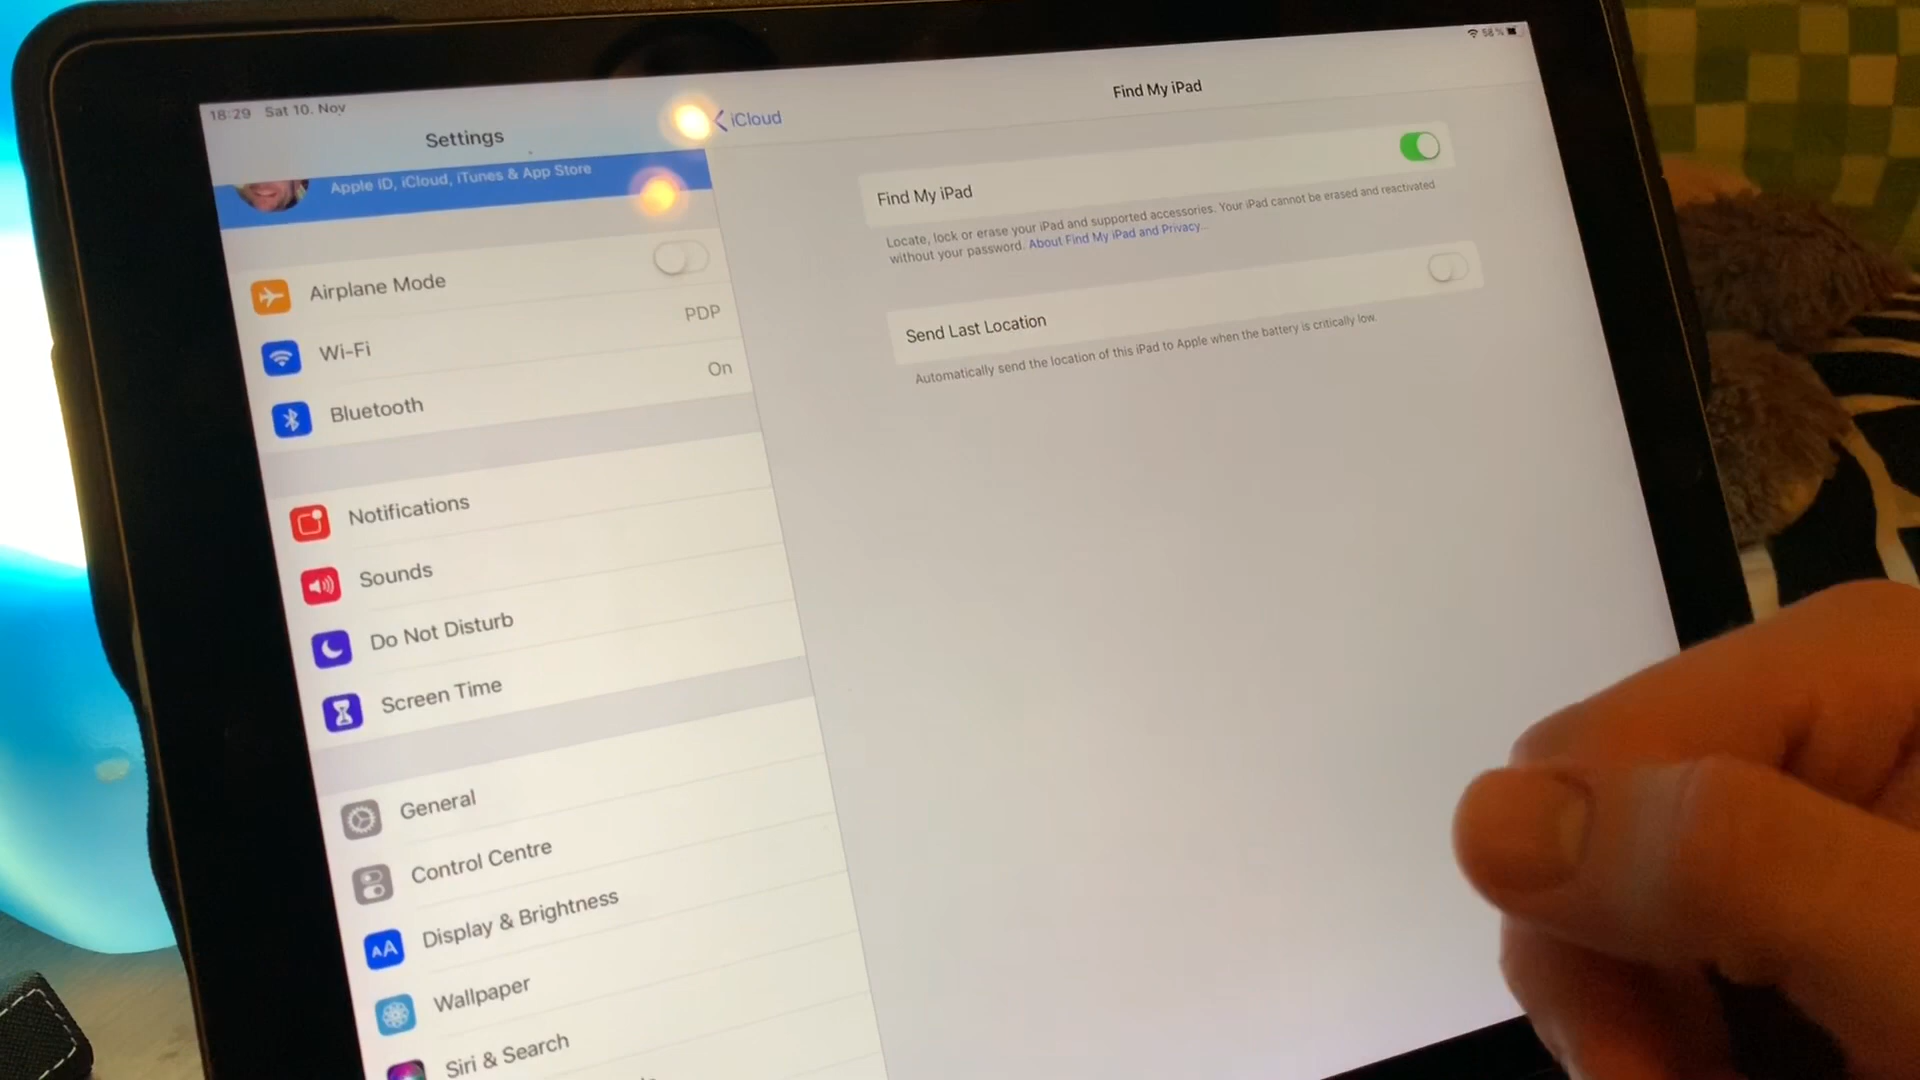 18:29 Sat 10. Nov
58 %
Settings
Apple ID, iCloud, iTunes & App Store
Airplane Mode
Wi-Fi
PDP
Bluetooth
On
Notifications
Sounds
Do Not Disturb
Screen Time
General
Control Centre
AA
Display & Brightness
Wallpaper
Siri & Search
iCloud
Find My iPad
Find My iPad
Locate, lock or erase your iPad and supported accessories. Your iPad cannot be erased and reactivated
without your password. About Find My iPad and Privacy...
Send Last Location
Automatically send the location of this iPad to Apple when the battery is critically low.